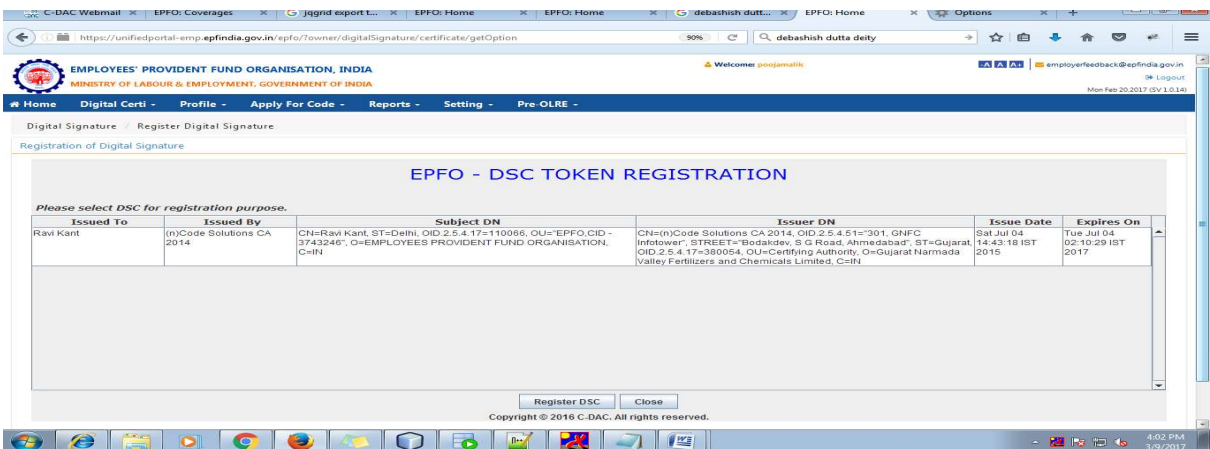 C-DAC Webmail × EPFO: Coverages × jqgrid export t... × EPFO: Home × EPFO: Home × debashish dutt... × EPFO: Home × Options × +
https://unifiedportal-emp.epfindia.gov.in/epfo/?owner/digitalSignature/certificate/getOption 90% debashish dutta deity
EMPLOYEES' PROVIDENT FUND ORGANISATION, INDIA Welcome: poojamalik -A A A+ employerfeedback@epfindia.gov.in
MINISTRY OF LABOUR & EMPLOYMENT, GOVERNMENT OF INDIA Logout
Mon Feb 20,2017 (SV 1.0.14)
Home Digital Certi - Profile - Apply For Code - Reports - Setting - Pre-OLRE -
Digital Signature / Register Digital Signature
Registration of Digital Signature
EPFO - DSC TOKEN REGISTRATION
Please select DSC for registration purpose.
Issued To Issued By Subject DN Issuer DN Issue Date Expires On
Ravi Kant (n)Code Solutions CA CN=Ravi Kant, ST=Delhi, OID.2.5.4.17=110066, OU="EPFO,CID - CN=(n)Code Solutions CA 2014, OID.2.5.4.51="301, GNFC Sat Jul 04 Tue Jul 04
2014 3743246", O=EMPLOYEES PROVIDENT FUND ORGANISATION, Infotower", STREET="Bodakdev, S G Road, Ahmedabad", ST=Gujarat, 14:43:18 IST 02:10:29 IST
C=IN OID.2.5.4.17=380054, OU=Certifying Authority, O=Gujarat Narmada 2015 2017
Valley Fertilizers and Chemicals Limited, C=IN
Register DSC Close
Copyright © 2016 C-DAC. All rights reserved.
4:02 PM
3/9/2017